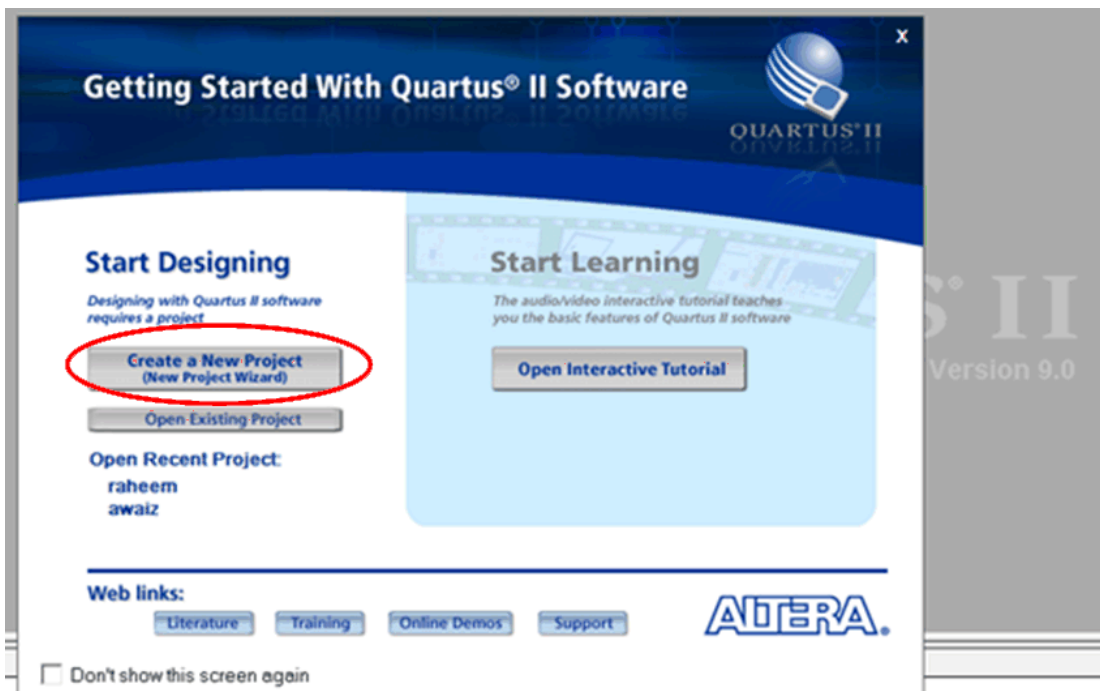 X
Getting Started With Quartus® II Software
QUARTUS® II
Start Designing
Designing with Quartus II software
requires a project
Create a New Project
(New Project Wizard)
Open Existing Project
Open Recent Project:
raheem
awaiz
Start Learning
The audio/video interactive tutorial teaches
you the basic features of Quartus II software
Open Interactive Tutorial
II
Version 9.0
Web links:
Literature
Training
Online Demos
Support
ALTERA®
Don't show this screen again